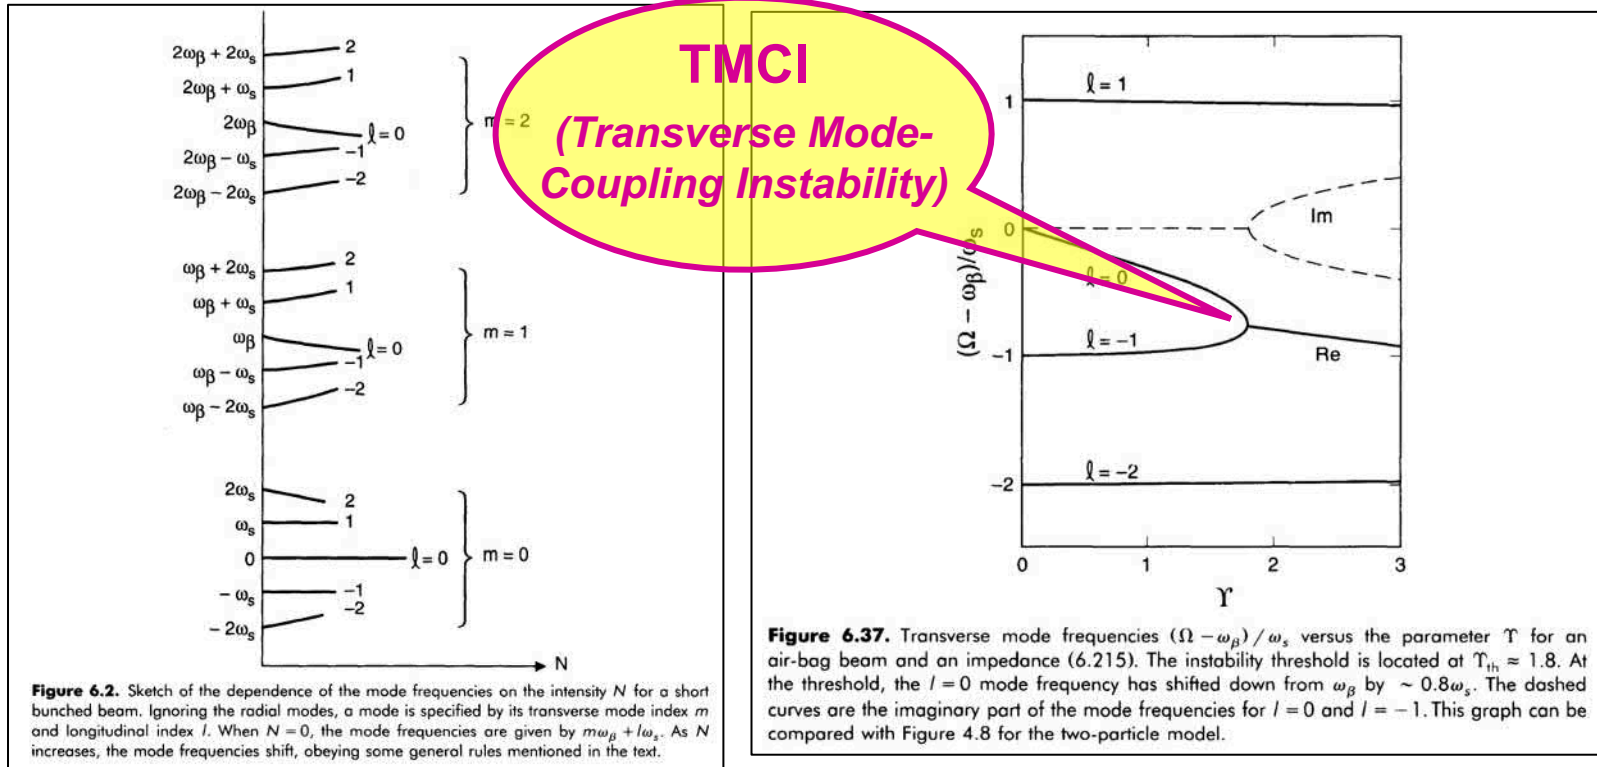 2ωβ + 2ωs
2
2ωβ + ωs
1
2ωβ
ℓ = 0
m = 2
2ωβ − ωs
−1
2ωβ − 2ωs
−2
ωβ + 2ωs
2
ωβ + ωs
1
ωβ
ℓ = 0
m = 1
ωβ − ωs
−1
ωβ − 2ωs
−2
2ωs
2
ωs
1
0
ℓ = 0
m = 0
− ωs
−1
− 2ωs
−2
N
Figure 6.2. Sketch of the dependence of the mode frequencies on the intensity N for a short
bunched beam. Ignoring the radial modes, a mode is specified by its transverse mode index m
and longitudinal index l. When N = 0, the mode frequencies are given by mωβ + lωs. As N
increases, the mode frequencies shift, obeying some general rules mentioned in the text.
TMCI
(Transverse Mode-
Coupling Instability)
ℓ = 1
1
Im
0
ℓ = 0
(Ω − ωβ)/ωs
ℓ = −1
−1
Re
ℓ = −2
−2
0 1 2 3
ϒ
Figure 6.37. Transverse mode frequencies (Ω − ωβ) / ωs versus the parameter ϒ for an
air-bag beam and an impedance (6.215). The instability threshold is located at ϒth ≈ 1.8. At
the threshold, the l = 0 mode frequency has shifted down from ωβ by ~ 0.8ωs. The dashed
curves are the imaginary part of the mode frequencies for l = 0 and l = −1. This graph can be
compared with Figure 4.8 for the two-particle model.